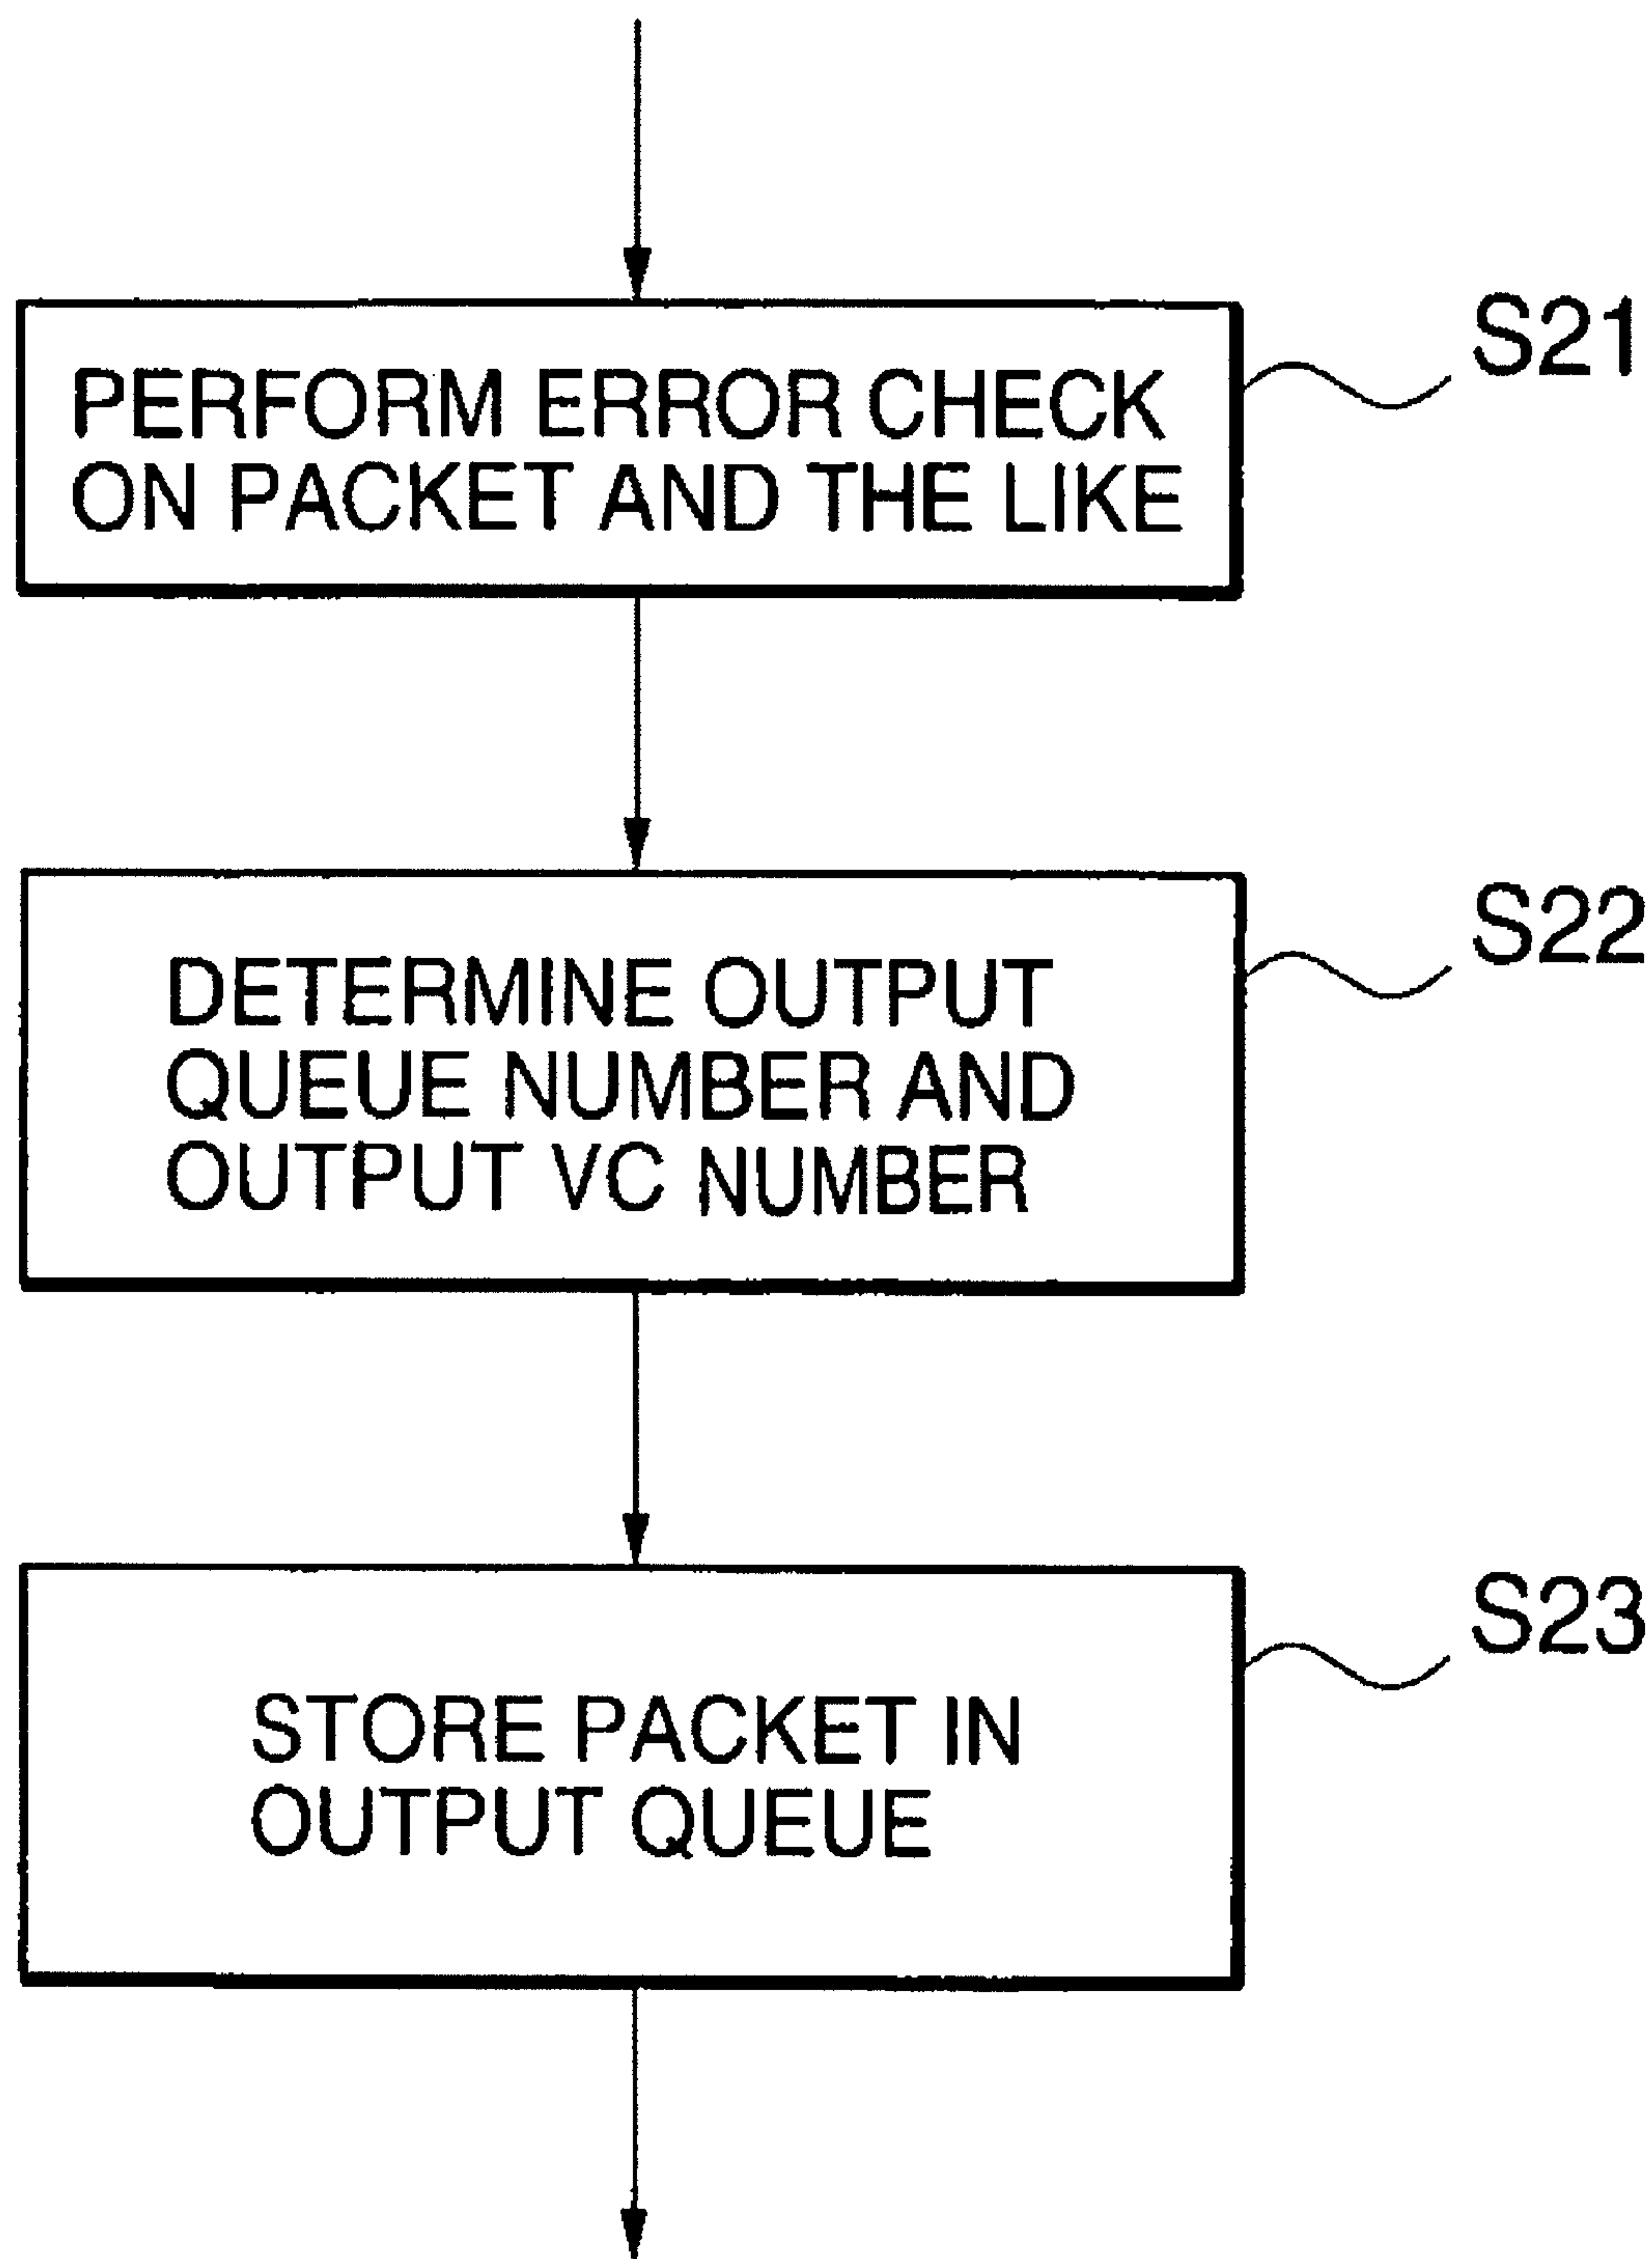 PERFORM ERROR CHECK
ON PACKET AND THE LIKE
S21
DETERMINE OUTPUT
QUEUE NUMBER AND
OUTPUT VC NUMBER
S22
STORE PACKET IN
OUTPUT QUEUE
S23